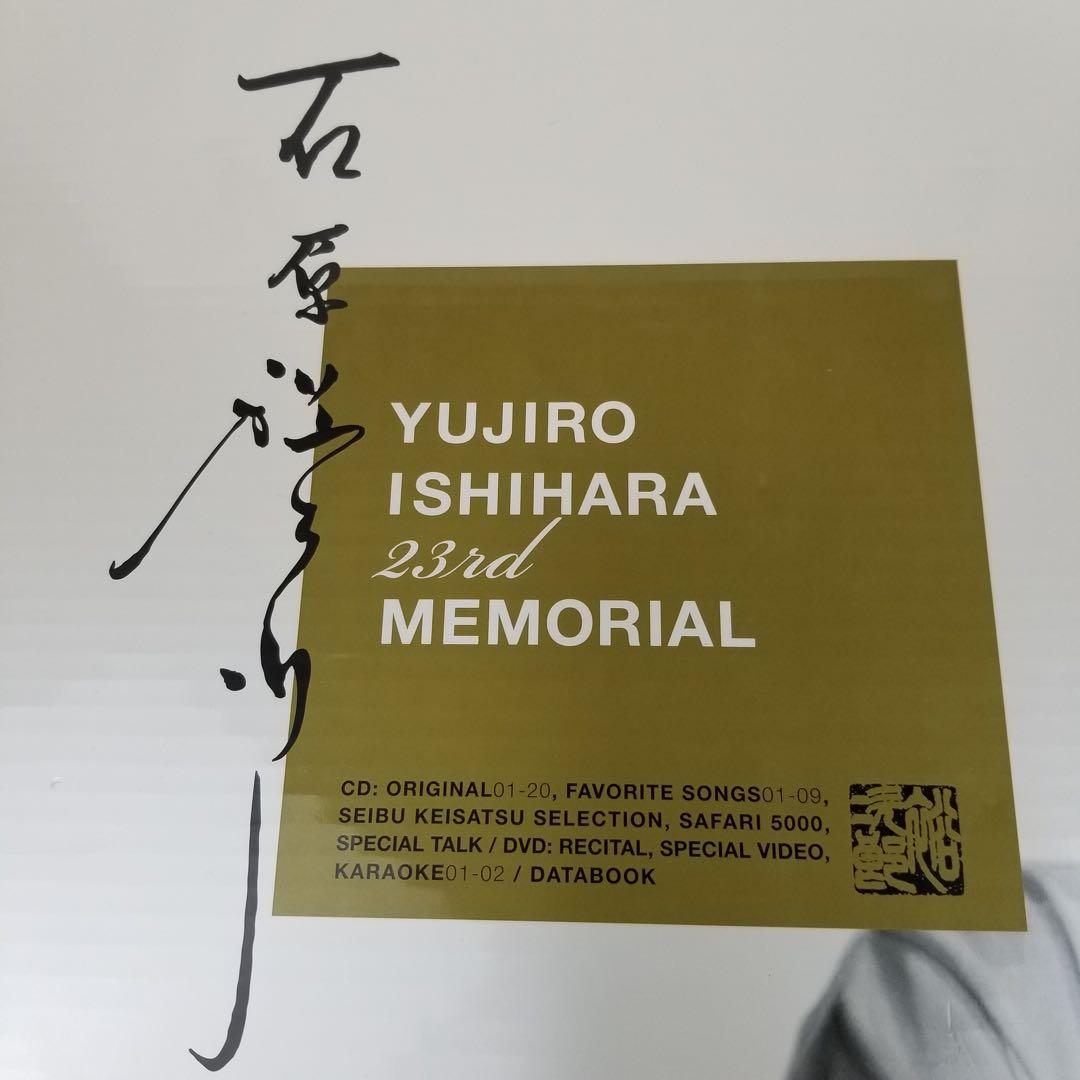 石原裕次郎
YUJIRO
ISHIHARA
23rd
MEMORIAL
CD: ORIGINAL01-20, FAVORITE SONGS01-09,
SEIBU KEISATSU SELECTION, SAFARI 5000,
SPECIAL TALK / DVD: RECITAL, SPECIAL VIDEO,
KARAOKE01-02 / DATABOOK